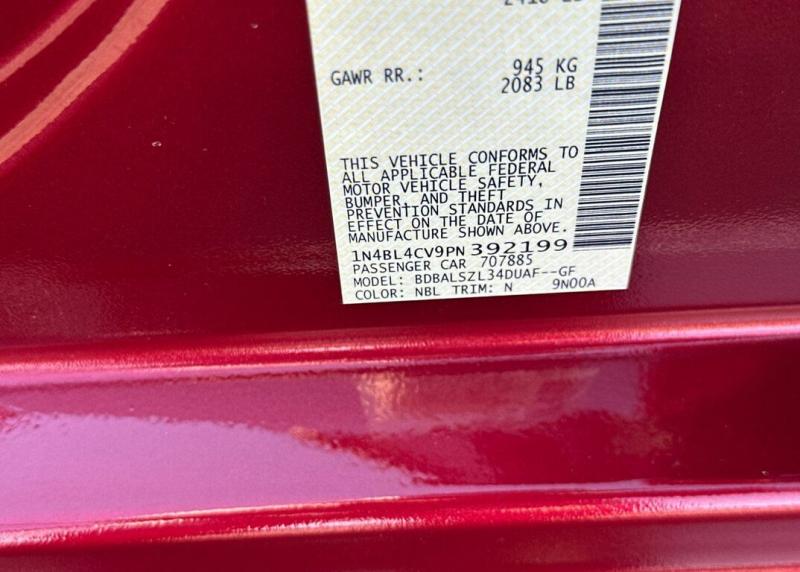 GAWR RR.: 945 KG
2083 LB
THIS VEHICLE CONFORMS TO
ALL APPLICABLE FEDERAL
MOTOR VEHICLE SAFETY,
BUMPER, AND THEFT
PREVENTION STANDARDS IN
EFFECT ON THE DATE OF
MANUFACTURE SHOWN ABOVE.
1N4BL4CV9PN392199
PASSENGER CAR 707885
MODEL: BDBALSZL34DUAF--GF
COLOR: NBL TRIM: N 9N00A